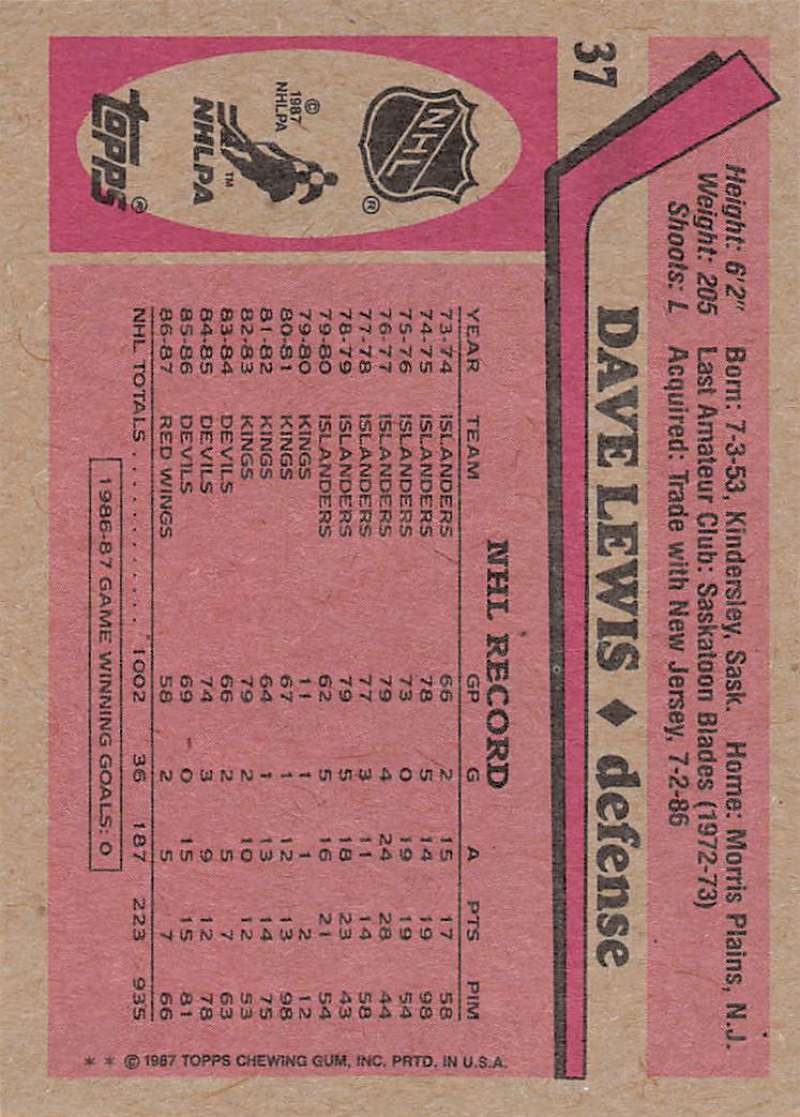 37
Height: 6'2" Born: 7-3-53, Kindersley, Sask. Home: Morris Plains, N.J.
Weight: 205 Last Amateur Club: Saskatoon Blades (1972-73)
Shoots: L Acquired: Trade with New Jersey, 7-2-86
DAVE LEWIS ♦ defense
NHL ®
© 1987 NHLPA
NHLPA ™
TOPPS ®
NHL RECORD
YEAR TEAM GP G A PTS PIM
73-74 ISLANDERS 66 2 15 17 58
74-75 ISLANDERS 78 5 14 19 98
75-76 ISLANDERS 73 0 19 19 54
76-77 ISLANDERS 79 4 24 28 44
77-78 ISLANDERS 77 3 11 14 58
78-79 ISLANDERS 79 5 18 23 43
79-80 ISLANDERS 62 5 16 21 54
79-80 KINGS 11 1 1 2 12
80-81 KINGS 67 1 12 13 98
81-82 KINGS 64 1 13 14 75
82-83 KINGS 79 2 10 12 53
83-84 DEVILS 66 2 5 7 63
84-85 DEVILS 74 3 9 12 78
85-86 DEVILS 69 0 15 15 81
86-87 RED WINGS 58 2 5 7 66
NHL TOTALS . . . . . . . . . . 1002 36 187 223 935
1986-87 GAME WINNING GOALS: 0
* * © 1987 TOPPS CHEWING GUM, INC. PRTD. IN U.S.A.